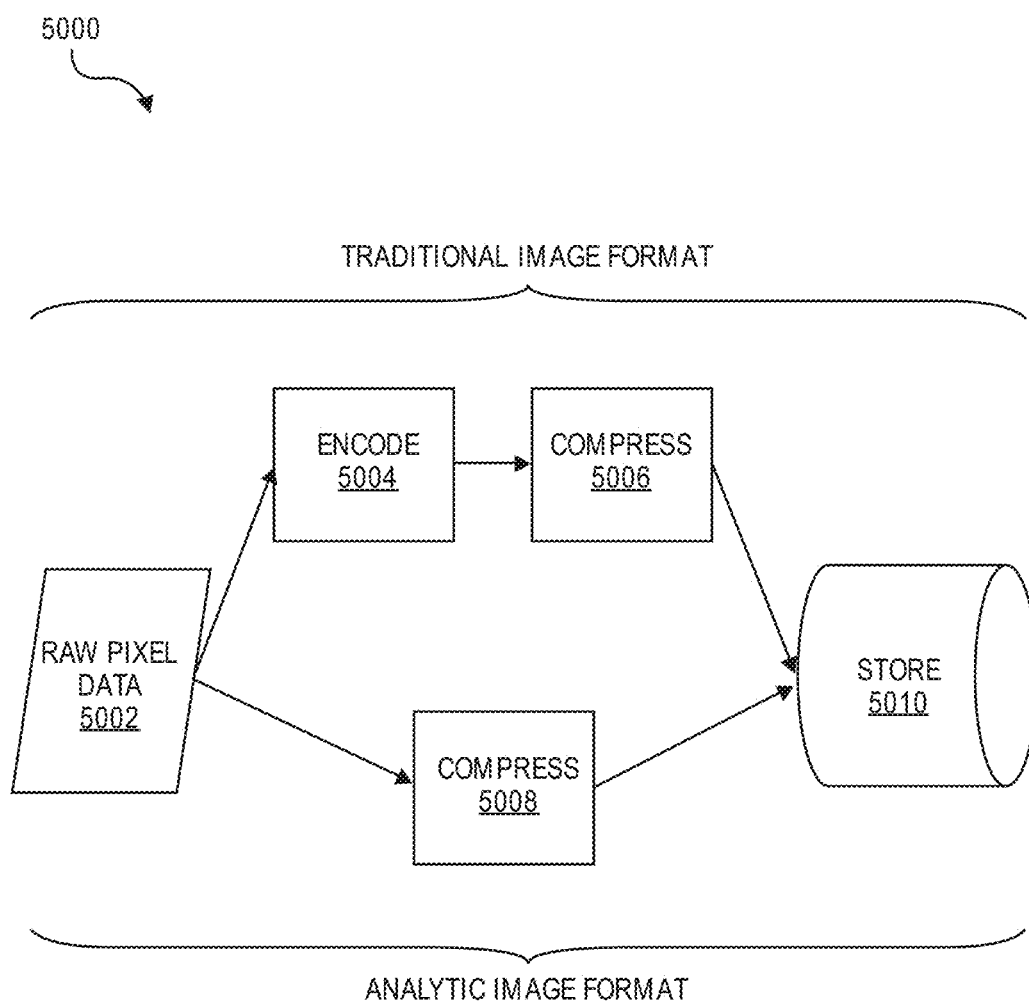 5000
TRADITIONAL IMAGE FORMAT
ENCODE
5004
COMPRESS
5006
RAW PIXEL
DATA
5002
STORE
5010
COMPRESS
5008
ANALYTIC IMAGE FORMAT